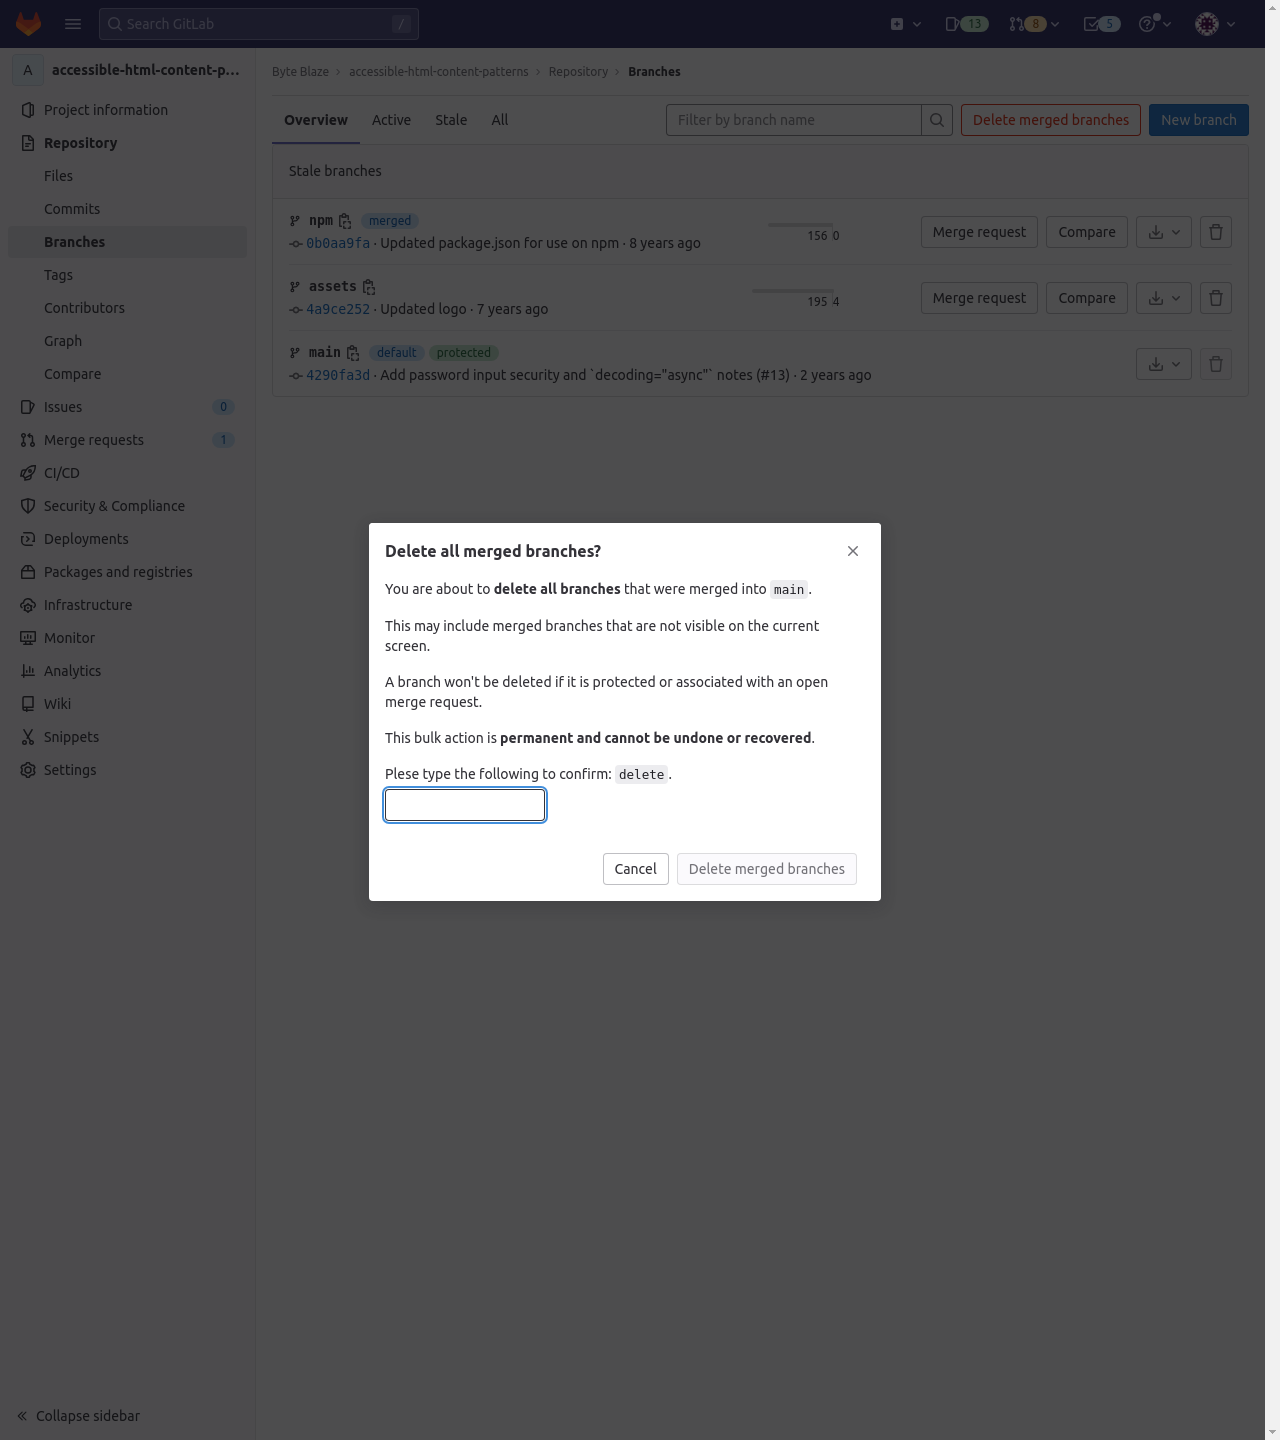 Search GitLab
/
13
8
5
A
accessible-html-content-p...
Byte Blaze
accessible-html-content-patterns
Repository
Branches
Project information
Repository
Files
Commits
Branches
Tags
Contributors
Graph
Compare
Issues
0
Merge requests
1
CI/CD
Security & Compliance
Deployments
Packages and registries
Infrastructure
Monitor
Analytics
Wiki
Snippets
Settings
Collapse sidebar
Overview
Active
Stale
All
Filter by branch name
Delete merged branches
New branch
Stale branches
npm
merged
0b0aa9fa · Updated package.json for use on npm · 8 years ago
156
0
Merge request
Compare
assets
4a9ce252 · Updated logo · 7 years ago
195
4
Merge request
Compare
main
default
protected
4290fa3d · Add password input security and `decoding="async"` notes (#13) · 2 years ago
Delete all merged branches?
You are about to delete all branches that were merged into main.
This may include merged branches that are not visible on the current
screen.
A branch won't be deleted if it is protected or associated with an open
merge request.
This bulk action is permanent and cannot be undone or recovered.
Plese type the following to confirm: delete.
Cancel
Delete merged branches